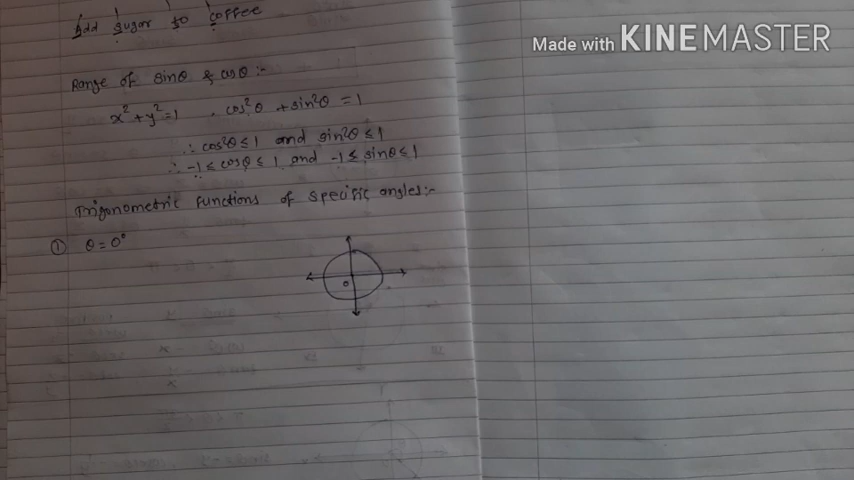 Add sugar to coffee
Made with KINEMASTER
Range of sinθ & cosθ :-
x²+y²=1 . cos²θ +sin²θ =1
∴ cos²θ ≤ 1 and sin²θ ≤ 1
∴ -1 ≤ cosθ ≤ 1 and -1 ≤ sinθ ≤ 1
Trigonometric functions of specific angles:-
① θ = 0°
O